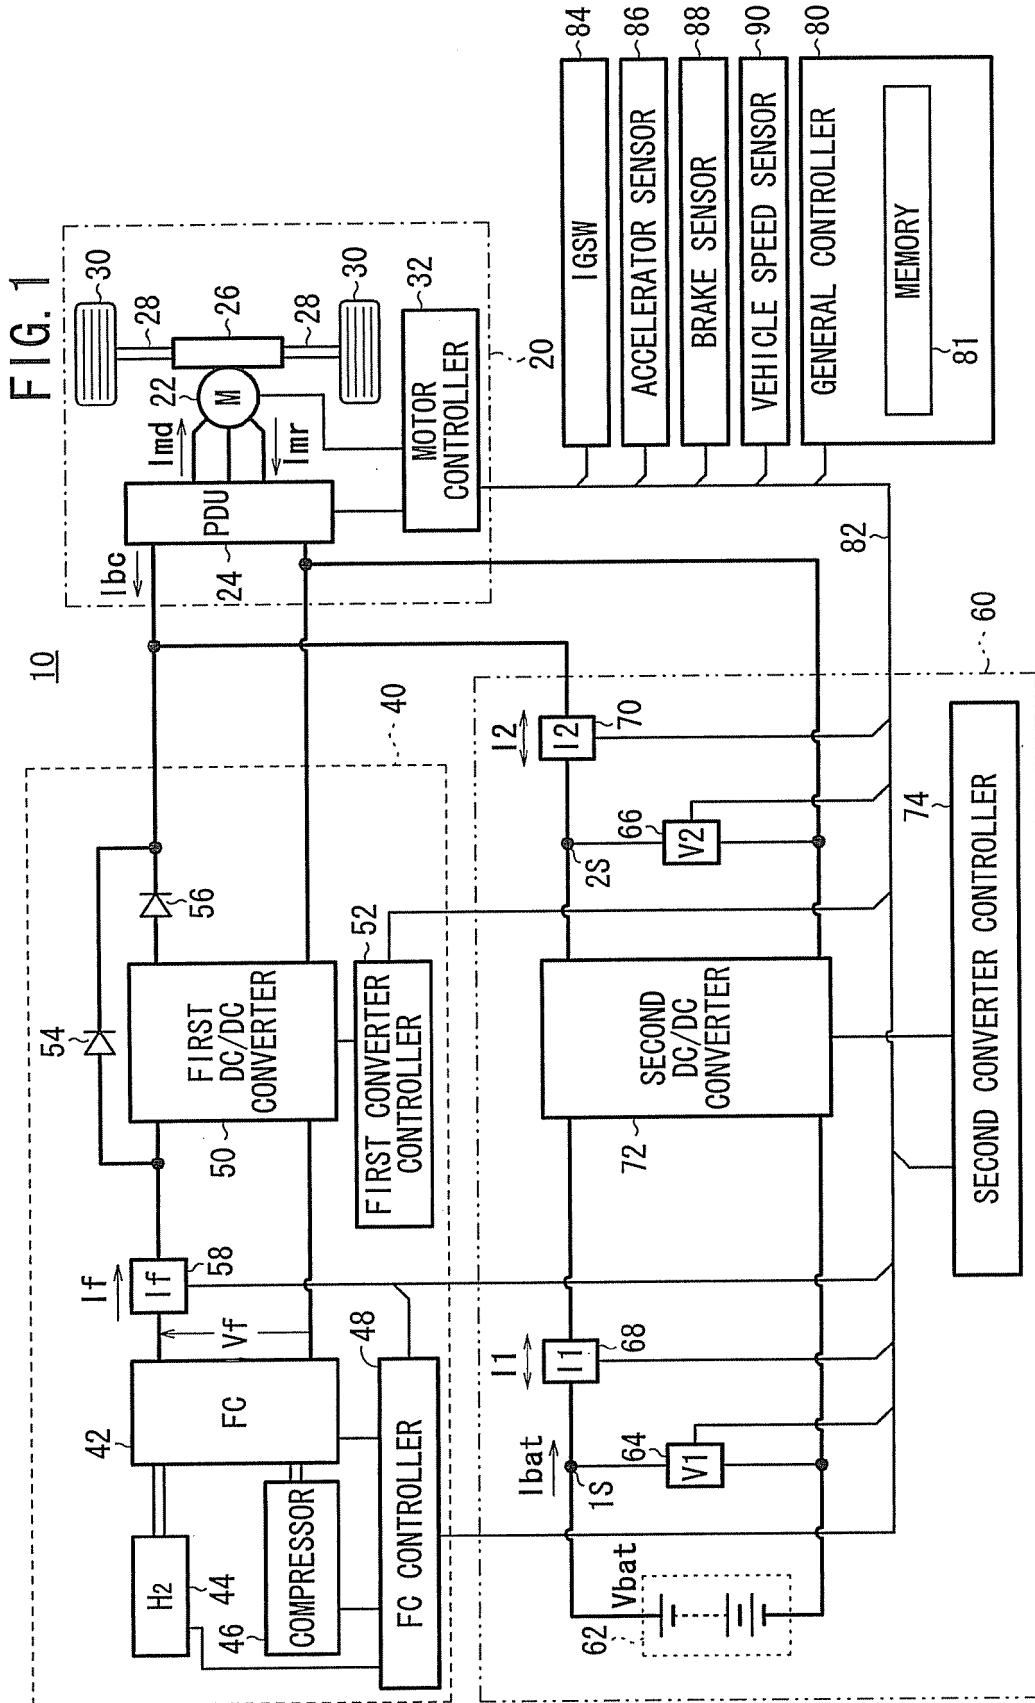 FIG. 1
10
40
54
If
If
58
Vf
42
FC
H2
44
46
COMPRESSOR
48
FC CONTROLLER
50
FIRST
DC/DC
CONVERTER
56
52
FIRST CONVERTER
CONTROLLER
Ibc
24
PDU
Imd
Imr
22
M
30
28
26
28
30
32
MOTOR
CONTROLLER
20
60
62
Vbat
Ibat
1S
64
V1
I1
I1
68
72
SECOND
DC/DC
CONVERTER
2S
66
V2
I2
I2
70
74
SECOND CONVERTER CONTROLLER
82
IGSW
84
ACCELERATOR SENSOR
86
BRAKE SENSOR
88
VEHICLE SPEED SENSOR
90
GENERAL CONTROLLER
80
MEMORY
81